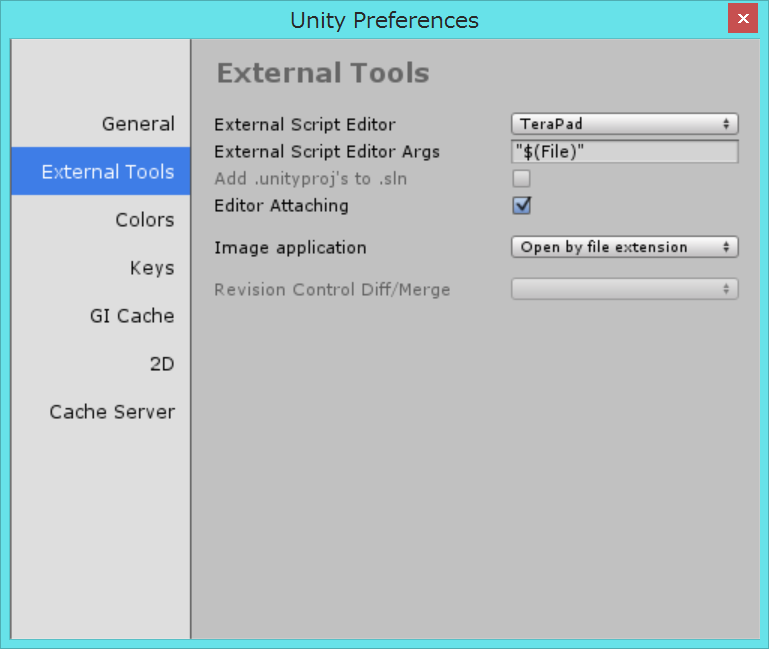 Unity Preferences
General
External Tools
Colors
Keys
GI Cache
2D
Cache Server
External Tools
External Script Editor TeraPad
External Script Editor Args "$(File)"
Add .unityproj's to .sln
Editor Attaching
Image application Open by file extension
Revision Control Diff/Merge